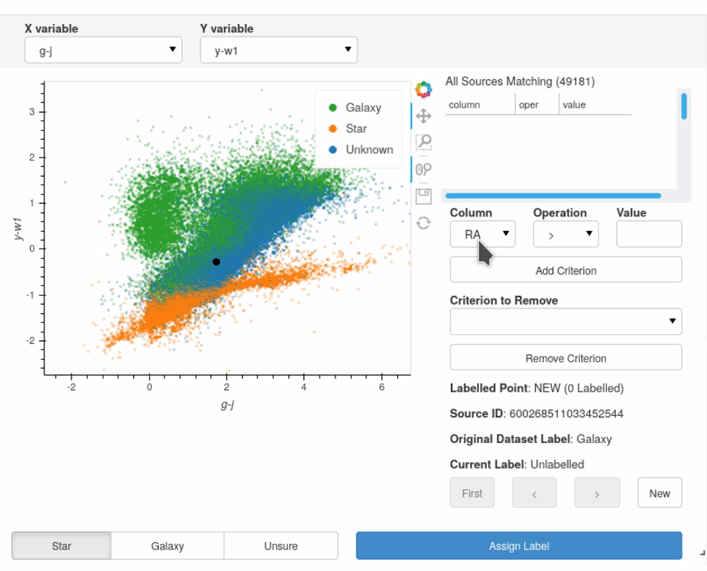 X variable
Y variable
g-j
y-w1
All Sources Matching (49181)
column oper value
Galaxy
Star
Unknown
3
2
1
0
-1
-2
y-w1
-2 0 2 4 6
g-j
Column Operation Value
RA >
Add Criterion
Criterion to Remove
Remove Criterion
Labelled Point: NEW (0 Labelled)
Source ID: 600268511033452544
Original Dataset Label: Galaxy
Current Label: Unlabelled
First < > New
Star Galaxy Unsure Assign Label